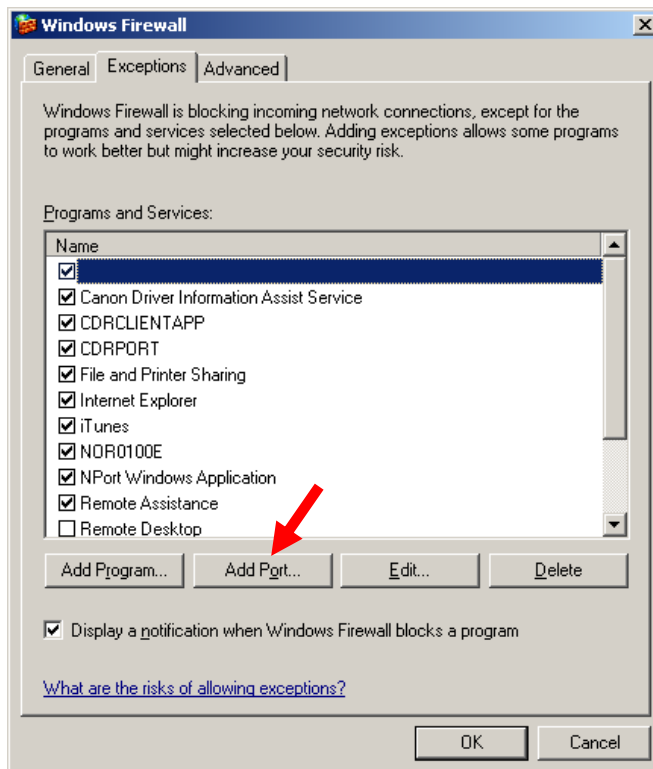 Windows Firewall
General Exceptions Advanced
Windows Firewall is blocking incoming network connections, except for the
programs and services selected below. Adding exceptions allows some programs
to work better but might increase your security risk.
Programs and Services:
Name
Canon Driver Information Assist Service
CDRCLIENTAPP
CDRPORT
File and Printer Sharing
Internet Explorer
iTunes
NOR0100E
NPort Windows Application
Remote Assistance
Remote Desktop
Add Program... Add Port... Edit... Delete
Display a notification when Windows Firewall blocks a program
What are the risks of allowing exceptions?
OK Cancel